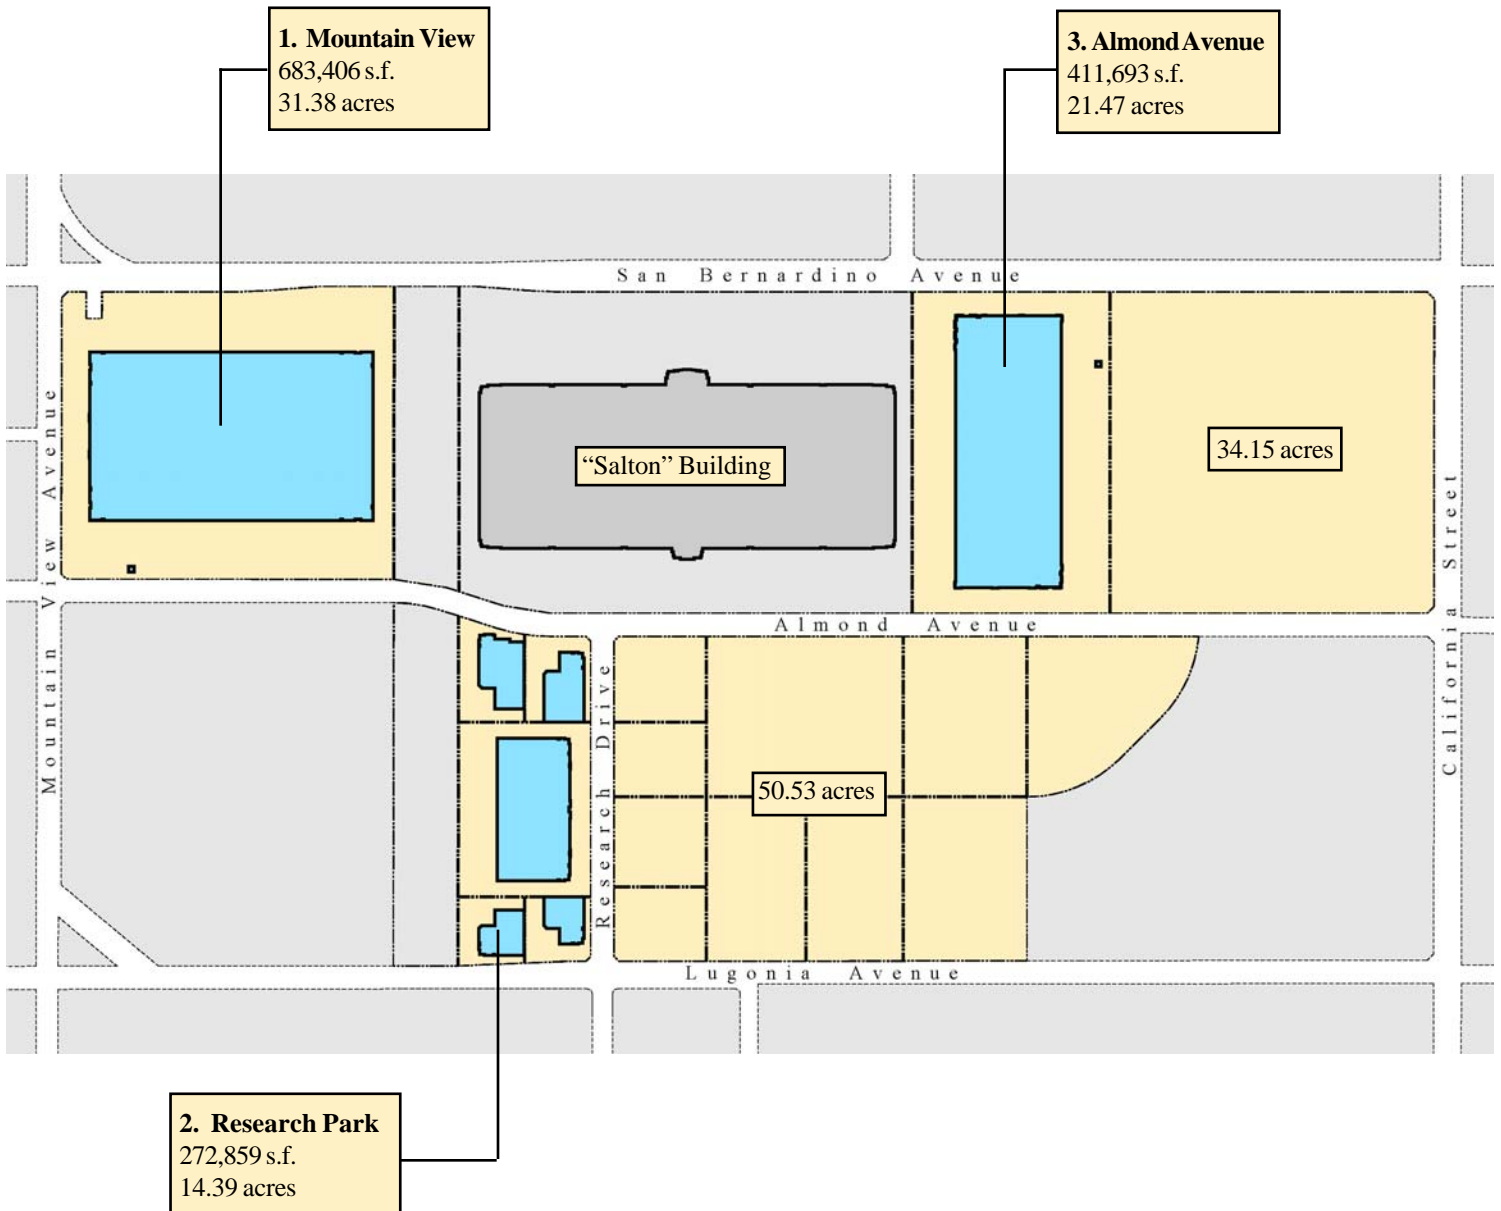 1. Mountain View
683,406 s.f.
31.38 acres
3. Almond Avenue
411,693 s.f.
21.47 acres
San Bernardino Avenue
Mountain View Avenne
“Salton” Building
34.15 acres
California Street
Almond Avenue
Research Drive
50.53 acres
Lugonia Avenue
2. Research Park
272,859 s.f.
14.39 acres